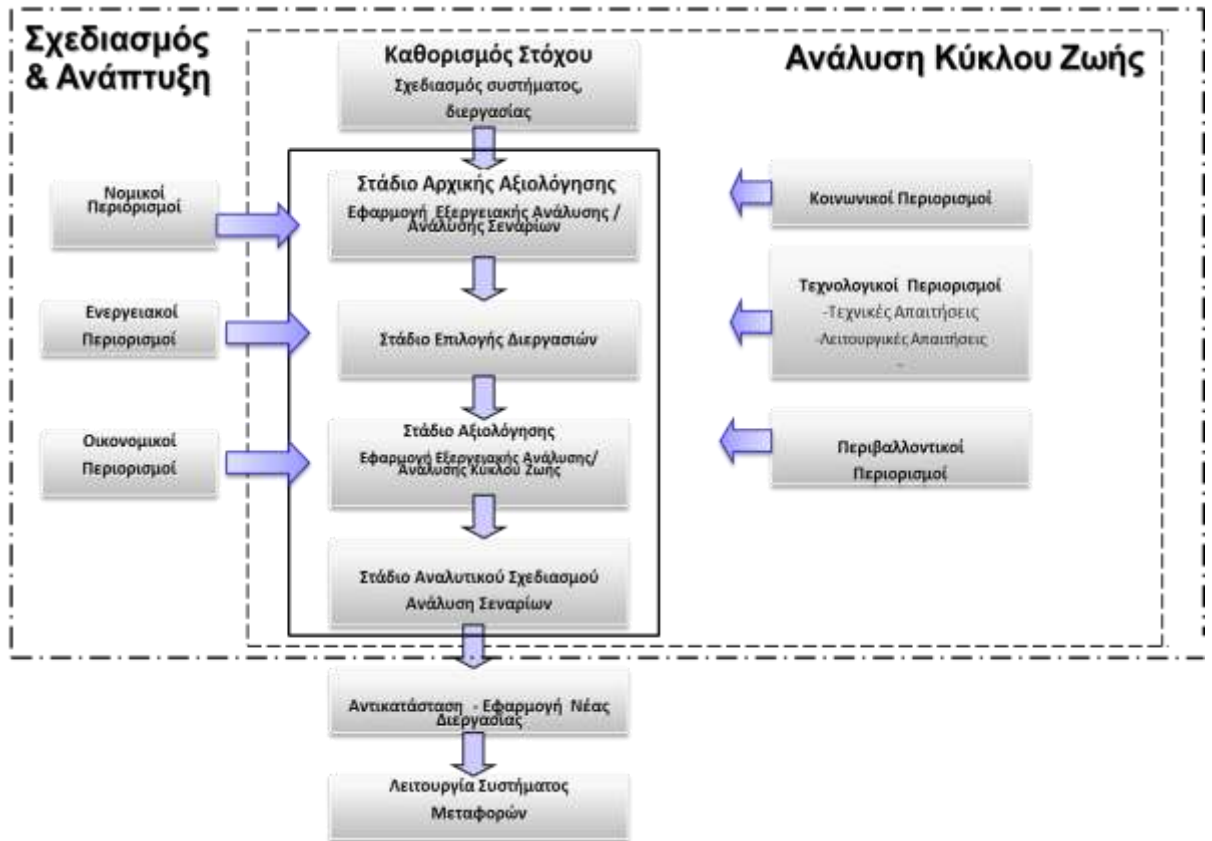 Σχεδιασμός
& Ανάπτυξη
Ανάλυση Κύκλου Ζωής
Καθορισμός Στόχου
Σχεδιασμός συστήματος,
διεργασίας
Νομικοί
Περιορισμοί
Στάδιο Αρχικής Αξιολόγησης
Εφαρμογή Εξεργειακής Ανάλυσης /
Ανάλυσης Σεναρίων
Κοινωνικοί Περιορισμοί
Ενεργειακοί
Περιορισμοί
Στάδιο Επιλογής Διεργασιών
Τεχνολογικοί Περιορισμοί
-Τεχνικές Απαιτήσεις
-Λειτουργικές Απαιτήσεις
–
Οικονομικοί
Περιορισμοί
Στάδιο Αξιολόγησης
Εφαρμογή Εξεργειακής Ανάλυσης/
Ανάλυσης Κύκλου Ζωής
Περιβαλλοντικοί
Περιορισμοί
Στάδιο Αναλυτικού Σχεδιασμού
Ανάλυση Σεναρίων
Αντικατάσταση - Εφαρμογή Νέας
Διεργασίας
Λειτουργία Συστήματος
Μεταφορών